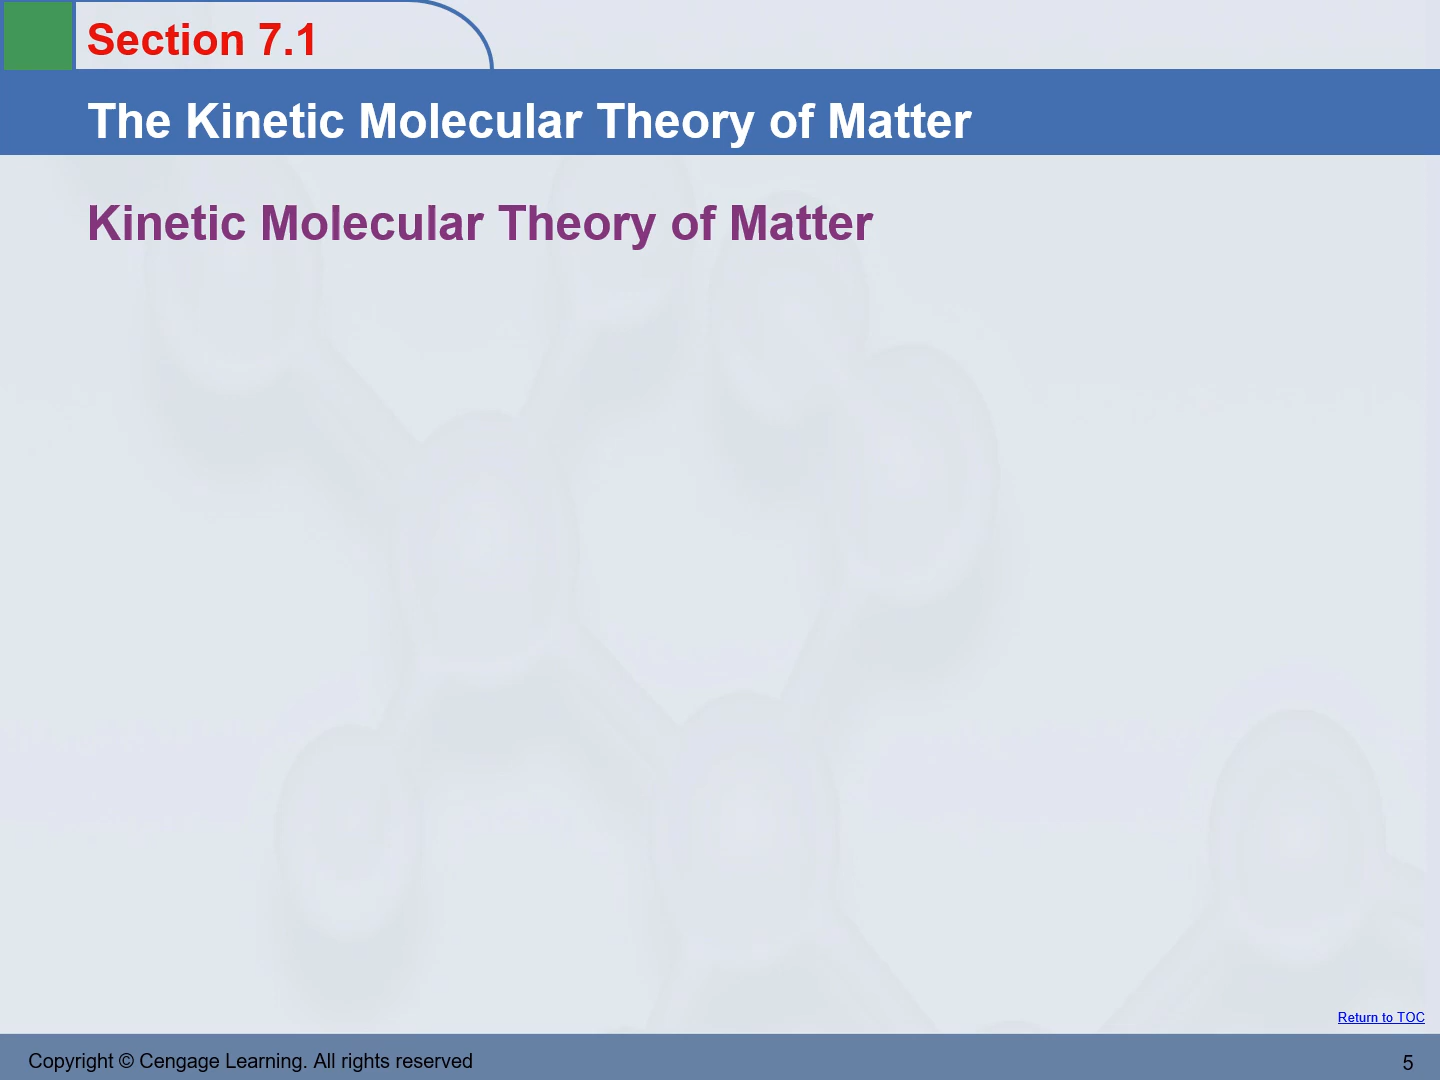 Section 7.1
The Kinetic Molecular Theory of Matter
Kinetic Molecular Theory of Matter
Return to TOC
Copyright © Cengage Learning. All rights reserved
5